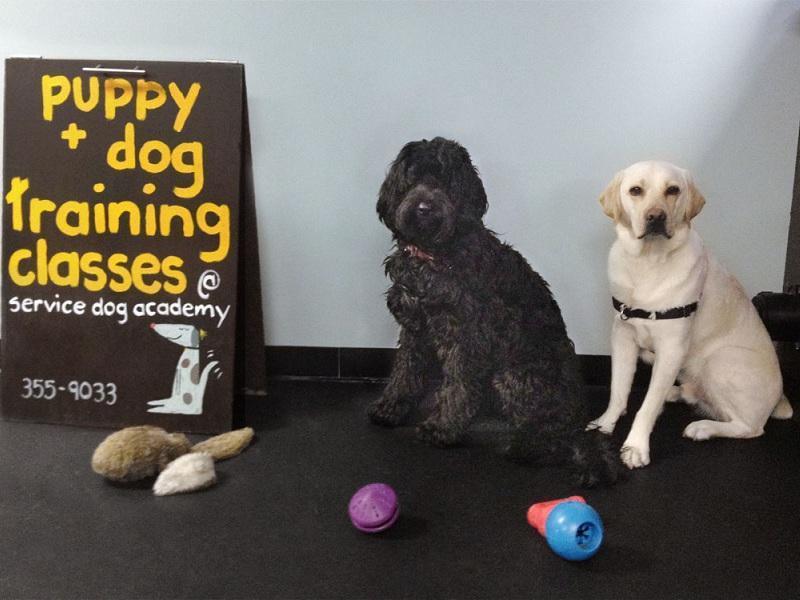 puppy
+ dog
training
classes @
service dog academy
355-9033